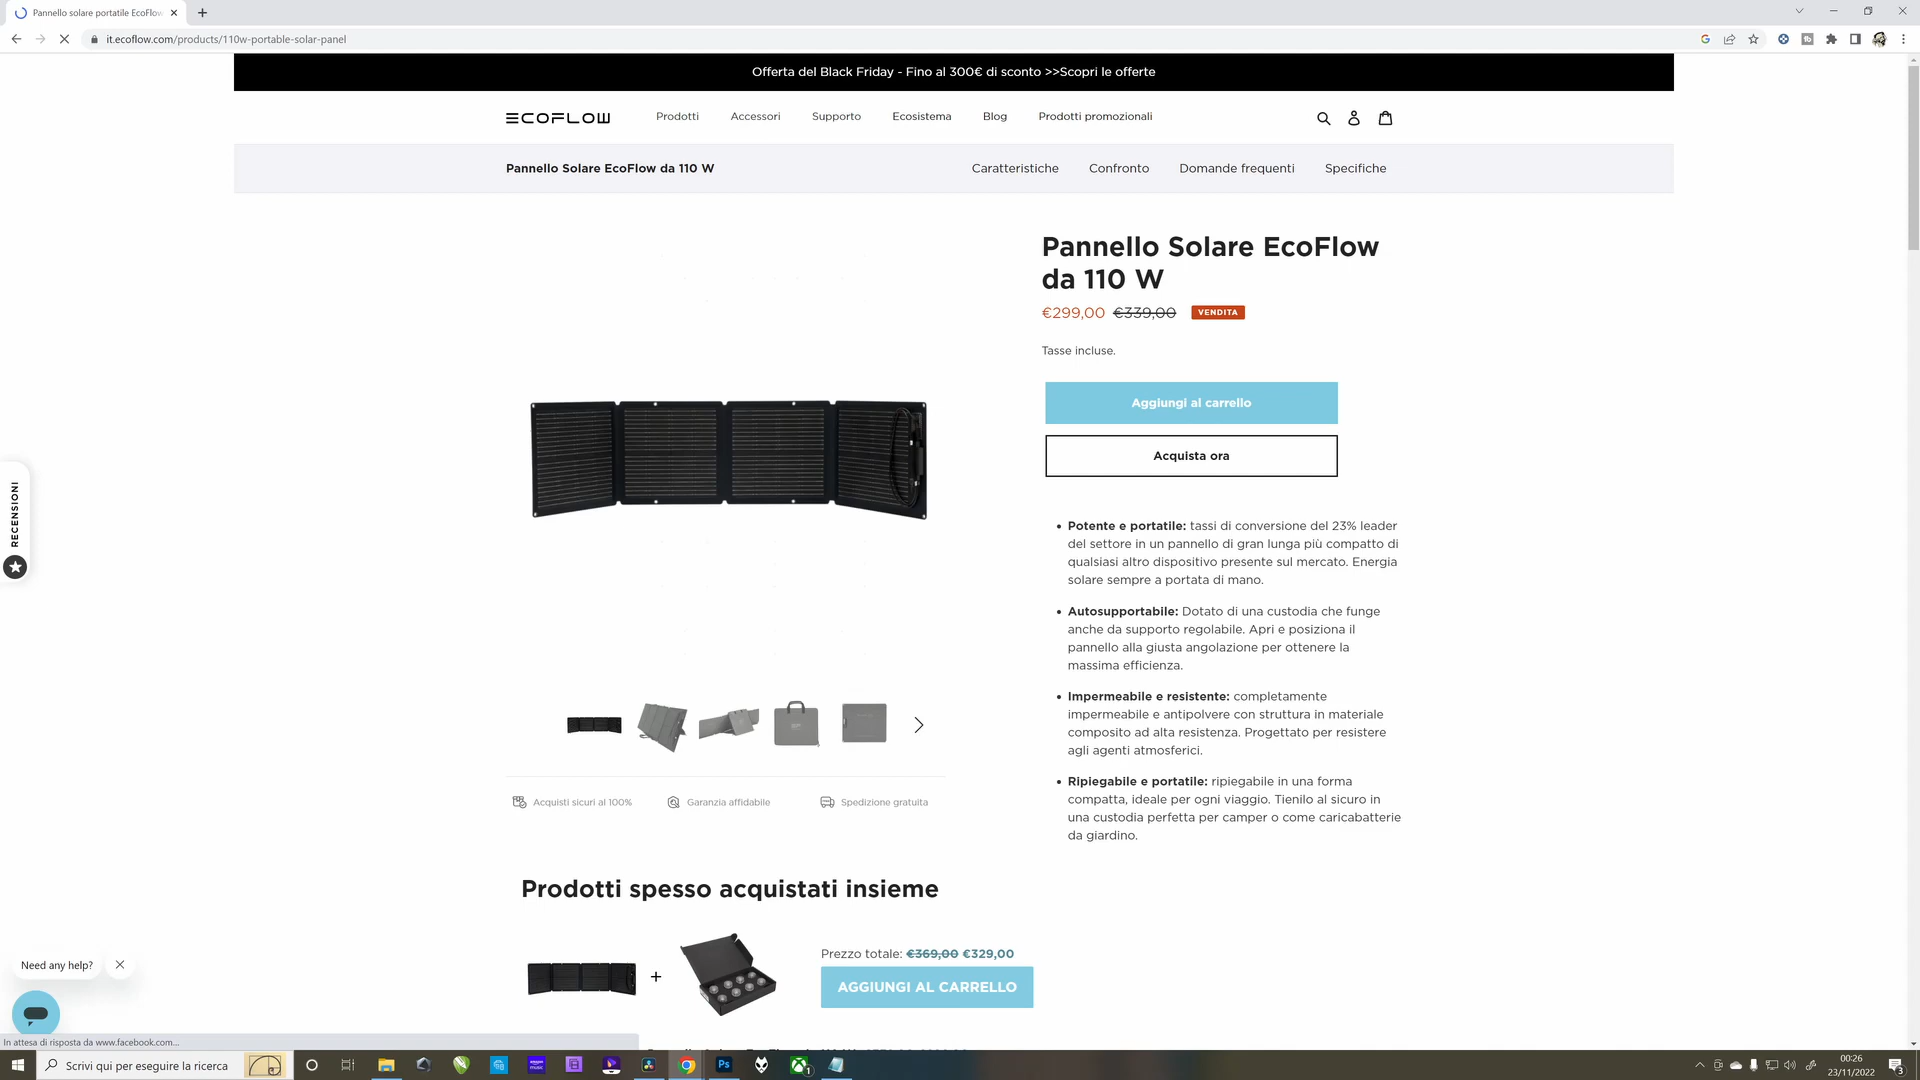 Pannello solare portatile EcoFlow
it.ecoflow.com/products/110w-portable-solar-panel
Offerta del Black Friday - Fino al 300€ di sconto >>Scopri le offerte
ECOFLOW Prodotti Accessori Supporto Ecosistema Blog Prodotti promozionali
Pannello Solare EcoFlow da 110 W Caratteristiche Confronto Domande frequenti Specifiche
Pannello Solare EcoFlow
da 110 W
€299,00 €339,00 VENDITA
Tasse incluse.
Aggiungi al carrello
Acquista ora
RECENSIONI
Potente e portatile: tassi di conversione del 23% leader
del settore in un pannello di gran lunga più compatto di
qualsiasi altro dispositivo presente sul mercato. Energia
solare sempre a portata di mano.
Autosupportabile: Dotato di una custodia che funge
anche da supporto regolabile. Apri e posiziona il
pannello alla giusta angolazione per ottenere la
massima efficienza.
Impermeabile e resistente: completamente
impermeabile e antipolvere con struttura in materiale
composito ad alta resistenza. Progettato per resistere
agli agenti atmosferici.
Ripiegabile e portatile: ripiegabile in una forma
compatta, ideale per ogni viaggio. Tienilo al sicuro in
una custodia perfetta per camper o come caricabatterie
da giardino.
Acquisti sicuri al 100% Garanzia affidabile Spedizione gratuita
Prodotti spesso acquistati insieme
Prezzo totale: €369,00 €329,00
+
AGGIUNGI AL CARRELLO
Need any help?
In attesa di risposta da www.facebook.com...
Scrivi qui per eseguire la ricerca
Ps
00:26
23/11/2022
3